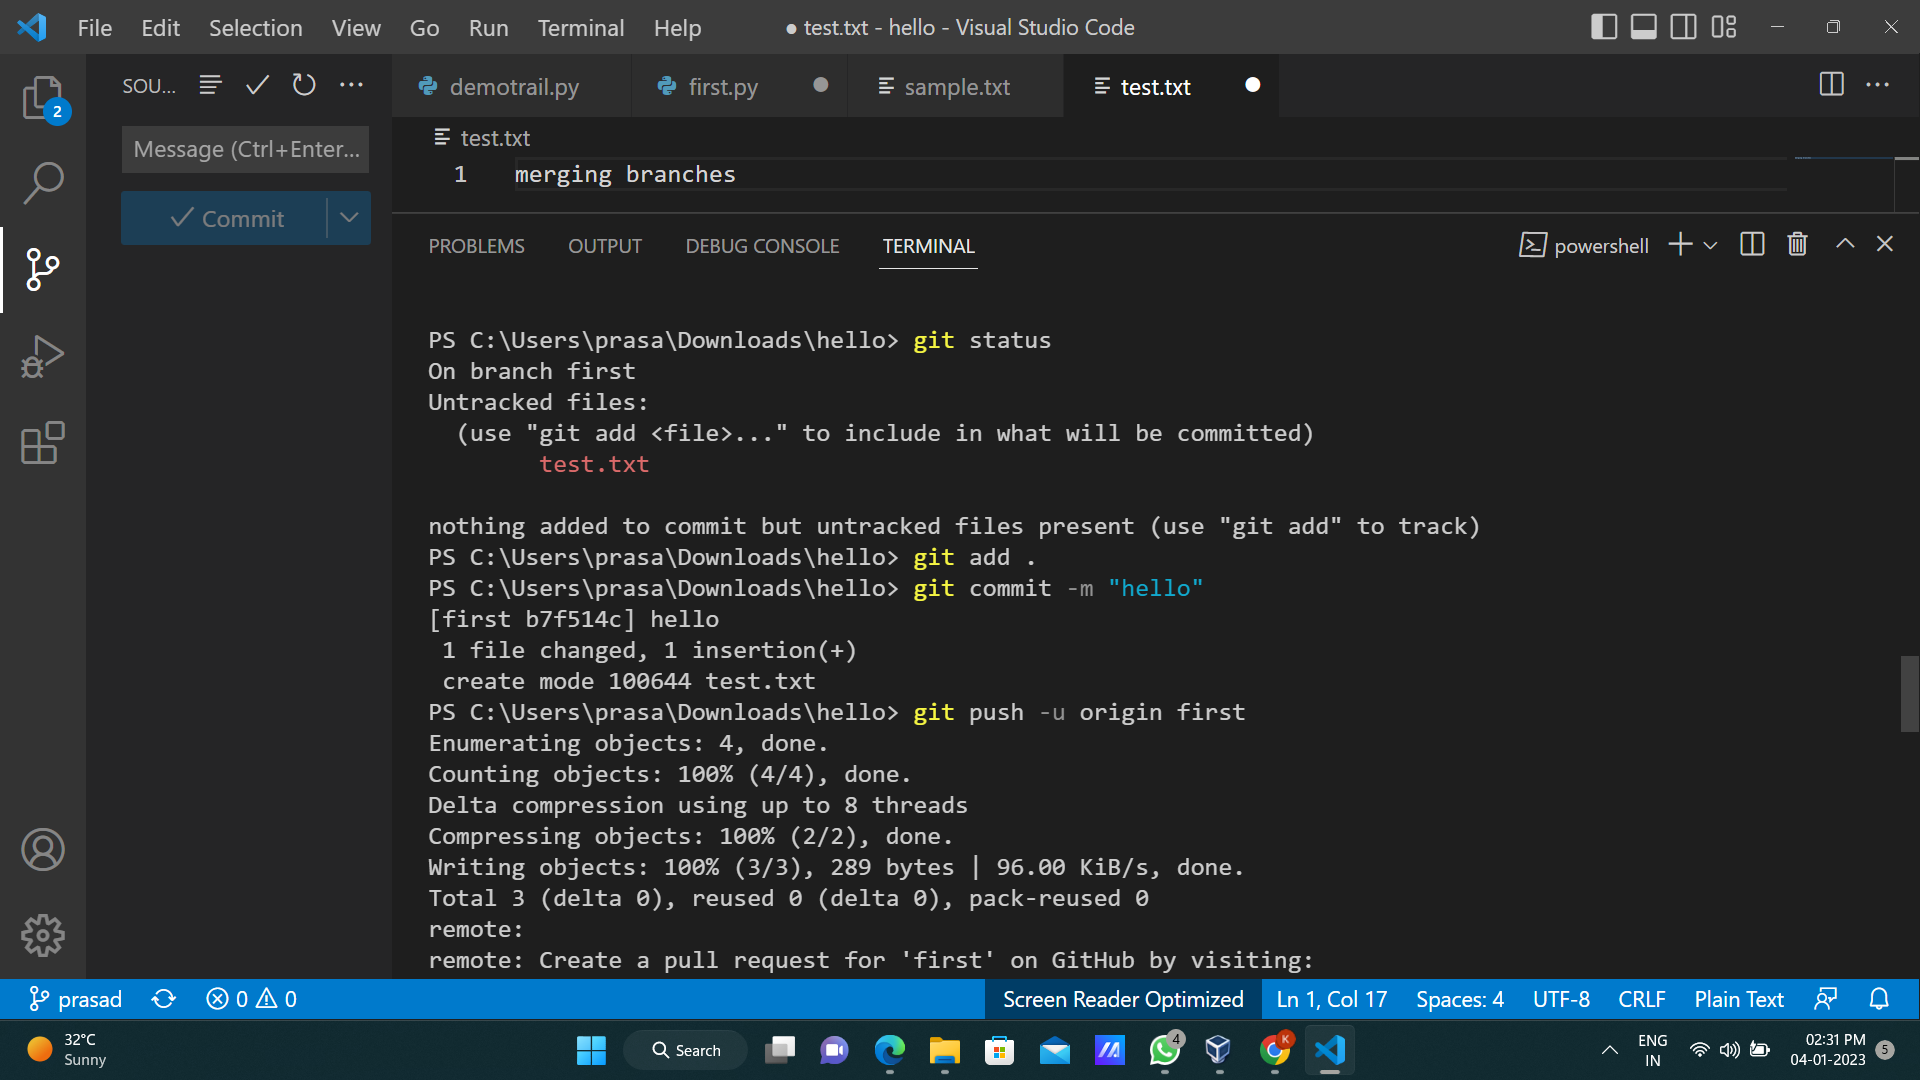 File Edit Selection View Go Run Terminal Help ● test.txt - hello - Visual Studio Code
SOU...
demotrail.py first.py sample.txt test.txt
2
test.txt
Message (Ctrl+Enter...
1 merging branches
Commit
PROBLEMS OUTPUT DEBUG CONSOLE TERMINAL powershell
PS C:\Users\prasa\Downloads\hello> git status
On branch first
Untracked files:
(use "git add <file>..." to include in what will be committed)
test.txt
nothing added to commit but untracked files present (use "git add" to track)
PS C:\Users\prasa\Downloads\hello> git add .
PS C:\Users\prasa\Downloads\hello> git commit -m "hello"
[first b7f514c] hello
1 file changed, 1 insertion(+)
create mode 100644 test.txt
PS C:\Users\prasa\Downloads\hello> git push -u origin first
Enumerating objects: 4, done.
Counting objects: 100% (4/4), done.
Delta compression using up to 8 threads
Compressing objects: 100% (2/2), done.
Writing objects: 100% (3/3), 289 bytes | 96.00 KiB/s, done.
Total 3 (delta 0), reused 0 (delta 0), pack-reused 0
remote:
remote: Create a pull request for 'first' on GitHub by visiting:
prasad 0 0 Screen Reader Optimized Ln 1, Col 17 Spaces: 4 UTF-8 CRLF Plain Text
32°C
Sunny
Search
4
K
ENG
IN
02:31 PM
04-01-2023
5